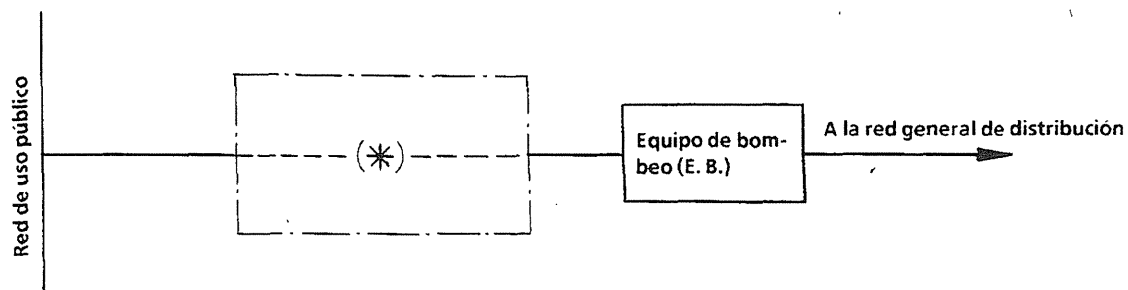 Red de uso público
(*)
Equipo de bom-
beo (E. B.)
A la red general de distribución